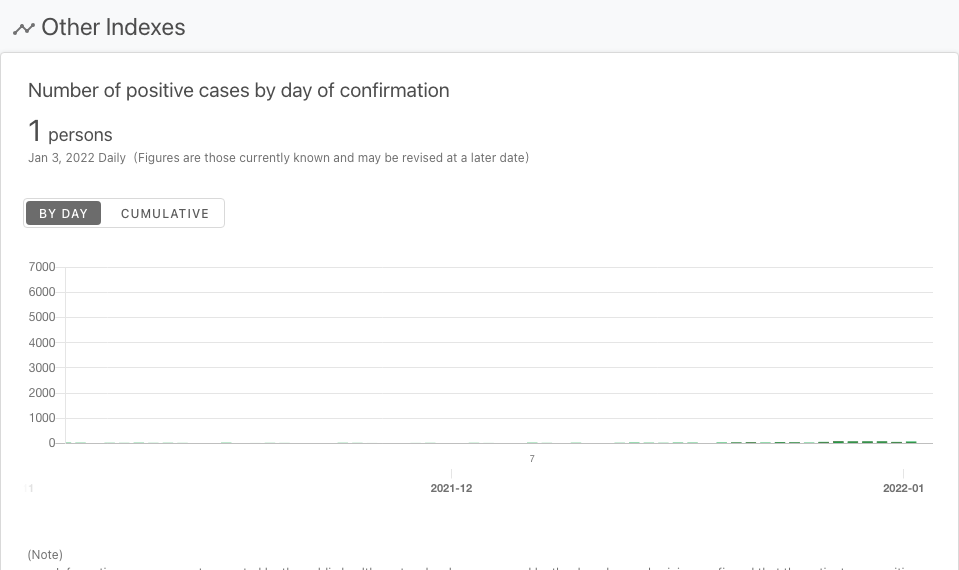 Other Indexes
Number of positive cases by day of confirmation
1 persons
Jan 3, 2022 Daily (Figures are those currently known and may be revised at a later date)
BY DAY CUMULATIVE
7000
6000
5000
4000
3000
2000
1000
0
7
1 2021-12 2022-01
(Note)